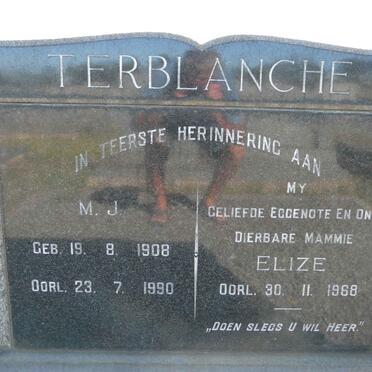 TERBLANCHE
IN TEERSTE HERINNERING AAN
M. J.
GEB. 19. 8. 1908
OORL. 23. 7. 1990
MY
GELIEFDE EGGENOTE EN ON
DIERBARE MAMMIE
ELIZE
OORL. 30. 11. 1968
„DOEN SLEGS U WIL HEER."